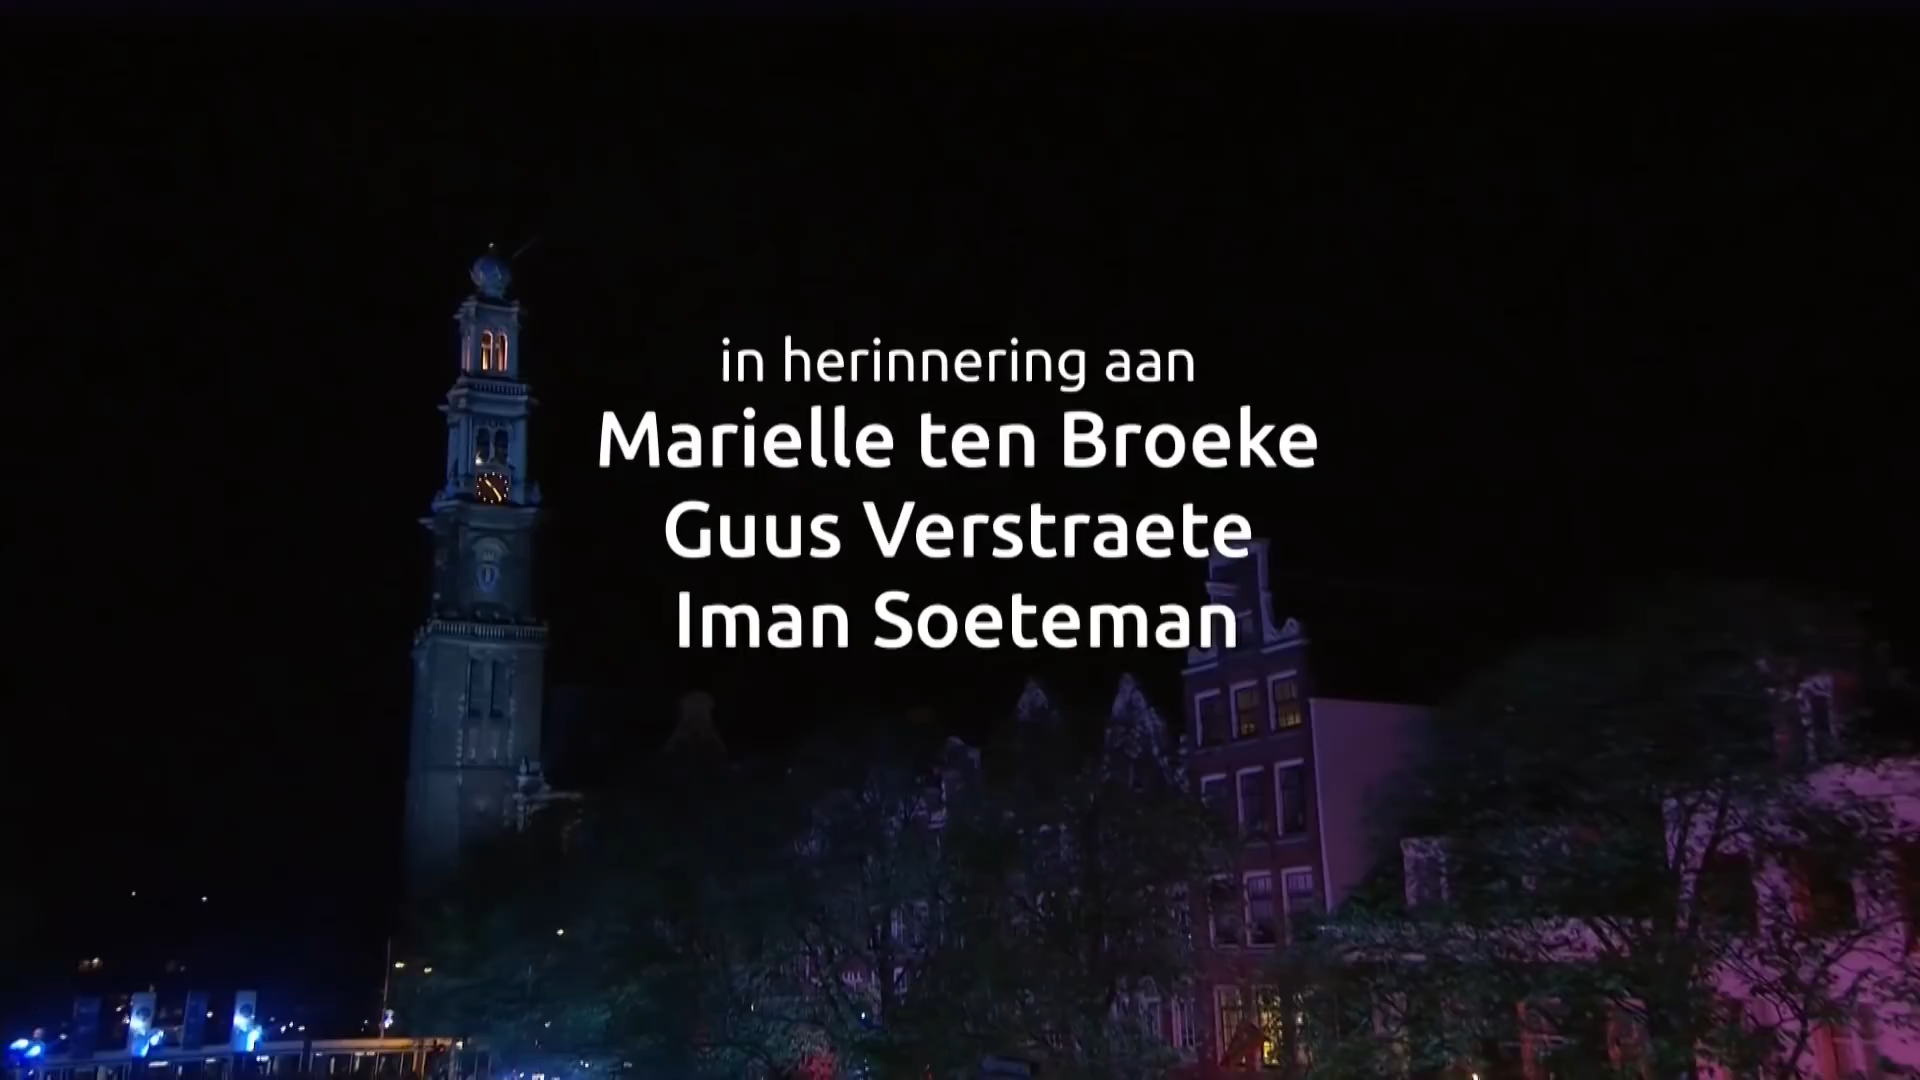 in herinnering aan
Marielle ten Broeke
Guus Verstraete
Iman Soeteman